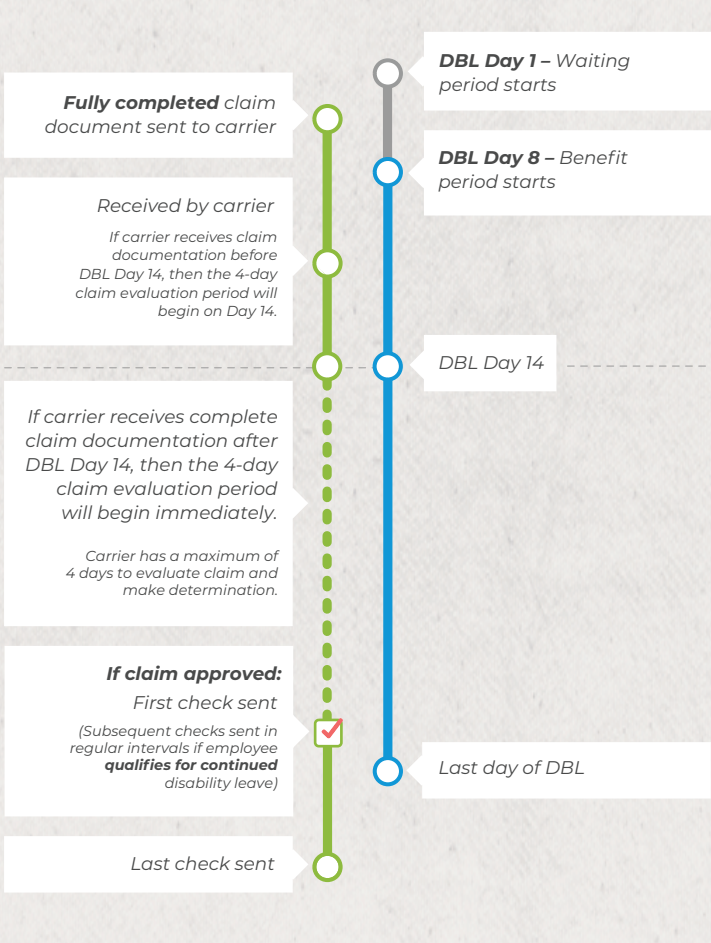 DBL Day 1 – Waiting
period starts
Fully completed claim
document sent to carrier
DBL Day 8 – Benefit
period starts
Received by carrier
If carrier receives claim
documentation before
DBL Day 14, then the 4-day
claim evaluation period will
begin on Day 14.
DBL Day 14
If carrier receives complete
claim documentation after
DBL Day 14, then the 4-day
claim evaluation period
will begin immediately.
Carrier has a maximum of
4 days to evaluate claim and
make determination.
If claim approved:
First check sent
(Subsequent checks sent in
regular intervals if employee
qualifies for continued
disability leave)
Last day of DBL
Last check sent